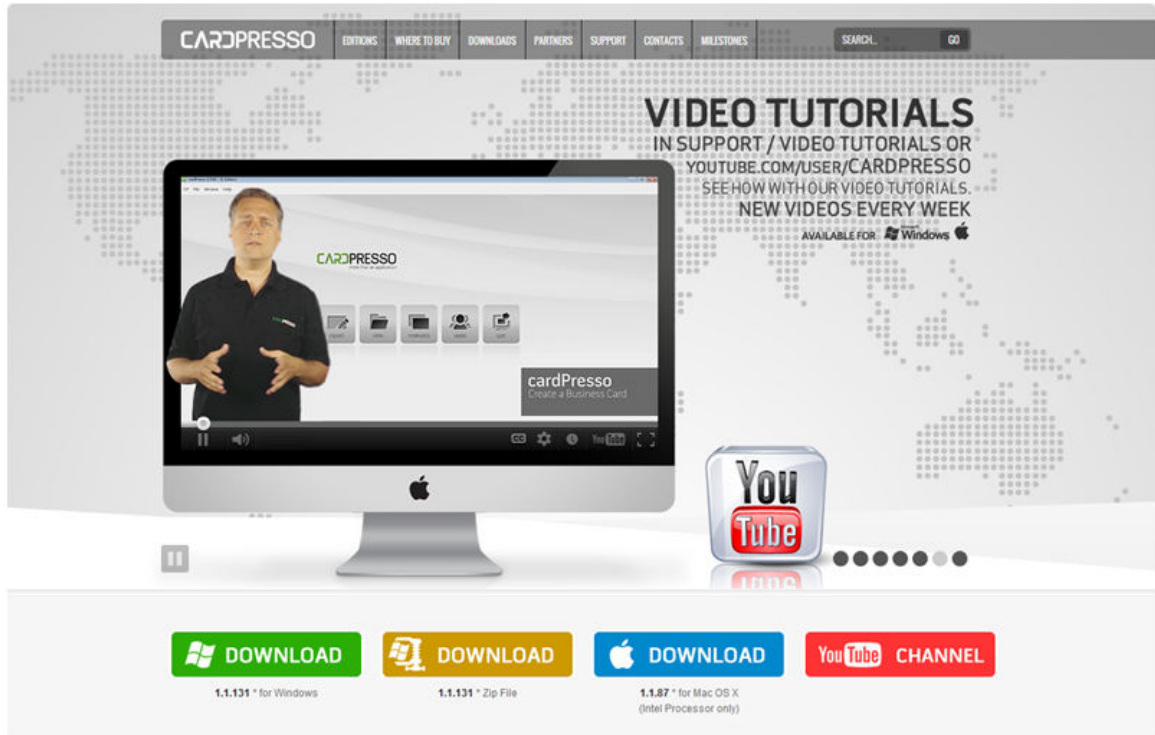 CARDPRESSO
EDITIONS
WHERE TO BUY
DOWNLOADS
PARTNERS
SUPPORT
CONTACTS
MILESTONES
SEARCH..
GO
VIDEO TUTORIALS
IN SUPPORT / VIDEO TUTORIALS OR
YOUTUBE.COM/USER/CARDPRESSO
SEE HOW WITH OUR VIDEO TUTORIALS.
NEW VIDEOS EVERY WEEK
AVAILABLE FOR Windows
CARDPRESSO
cardPresso
Create a Business Card
CC
YouTube
You
Tube
DOWNLOAD
1.1.131 * for Windows
DOWNLOAD
1.1.131 * Zip File
DOWNLOAD
1.1.87 * for Mac OS X
(Intel Processor only)
YouTube CHANNEL